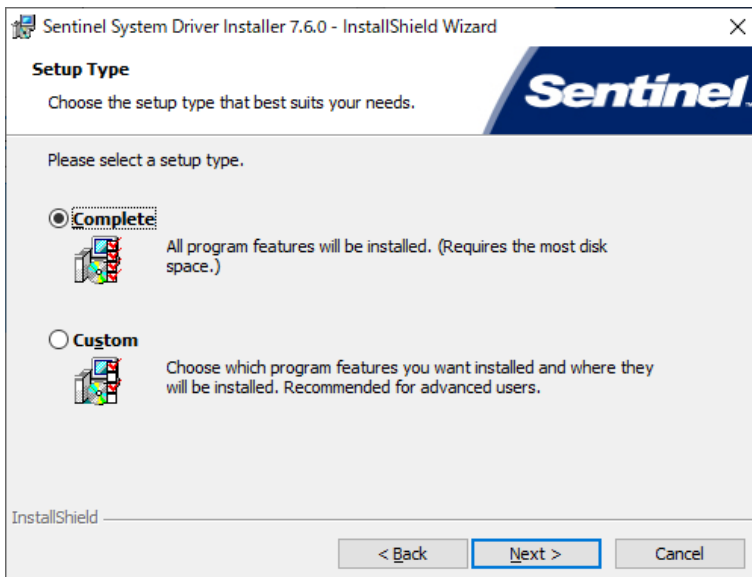 Sentinel System Driver Installer 7.6.0 - InstallShield Wizard
Setup Type
Choose the setup type that best suits your needs.
Sentinel
Please select a setup type.
Complete
All program features will be installed. (Requires the most disk
space.)
Custom
Choose which program features you want installed and where they
will be installed. Recommended for advanced users.
InstallShield
< Back
Next >
Cancel